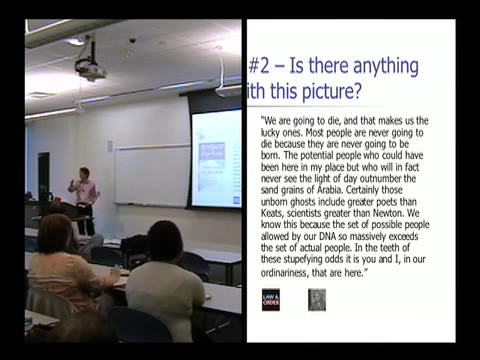 #2 – Is there anything
ith this picture?
"We are going to die, and that makes us the
lucky ones. Most people are never going to
die because they are never going to be
born. The potential people who could have
been here in my place but who will in fact
never see the light of day outnumber the
sand grains of Arabia. Certainly those
unborn ghosts include greater poets than
Keats, scientists greater than Newton. We
know this because the set of possible people
allowed by our DNA so massively exceeds
the set of actual people. In the teeth of
these stupefying odds it is you and I, in our
ordinariness, that are here."
LAW &
ORDER